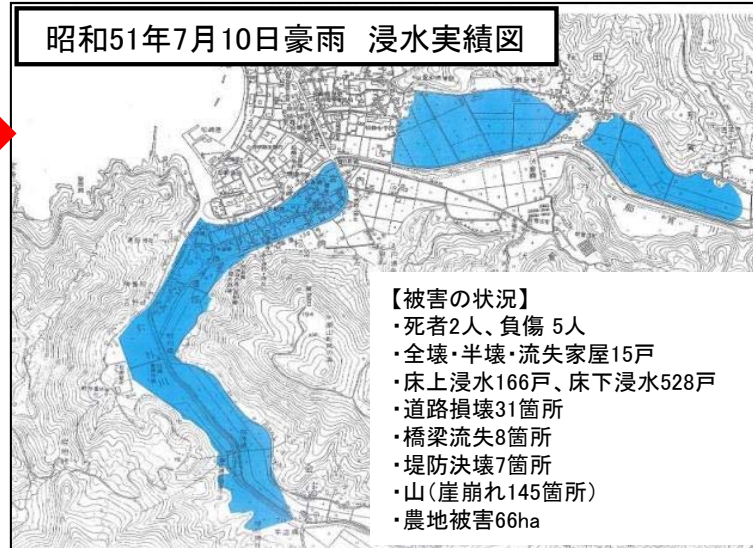 昭和51年7月10日豪雨 浸水実績図
【被害の状況】
・死者2人、負傷 5人
・全壊・半壊・流失家屋15戸
・床上浸水166戸、床下浸水528戸
・道路損壊31箇所
・橋梁流失8箇所
・堤防決壊7箇所
・山(崖崩れ145箇所)
・農地被害66ha